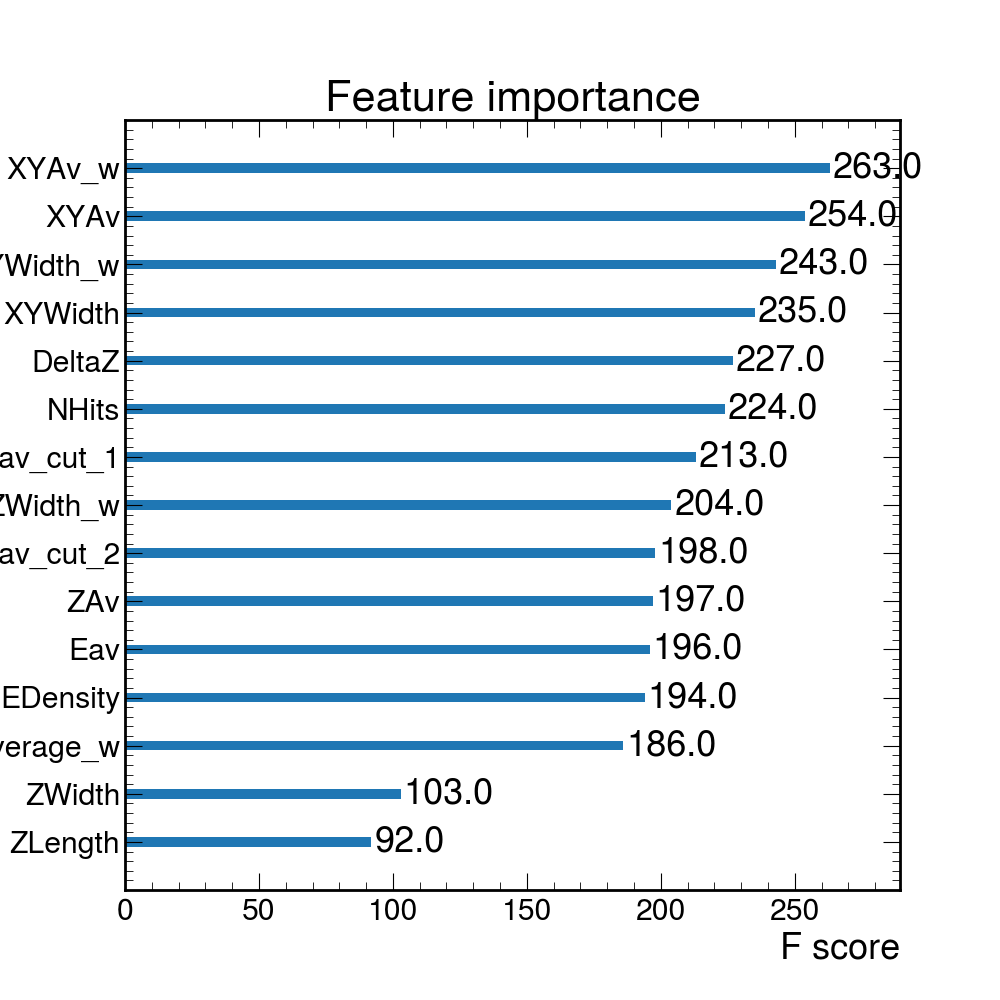 Feature importance
XYAv_w 263.0
XYAv 254.0
YWidth_w 243.0
XYWidth 235.0
DeltaZ 227.0
NHits 224.0
av_cut_1 213.0
ZWidth_w 204.0
av_cut_2 198.0
ZAv 197.0
Eav 196.0
EDensity 194.0
verage_w 186.0
ZWidth 103.0
ZLength 92.0
0 50 100 150 200 250
F score